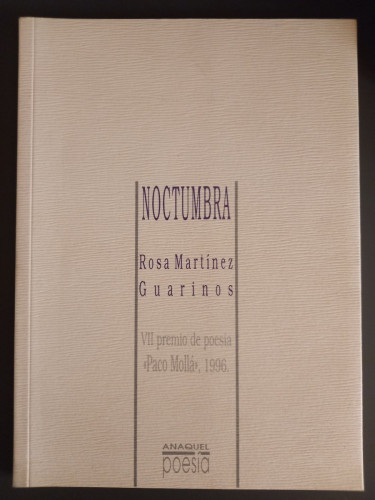 NOCTUMBRA
Rosa Martínez
Guarinos
VII premio de poesía
«Paco Mollá», 1996.
ANAQUEL
poesía